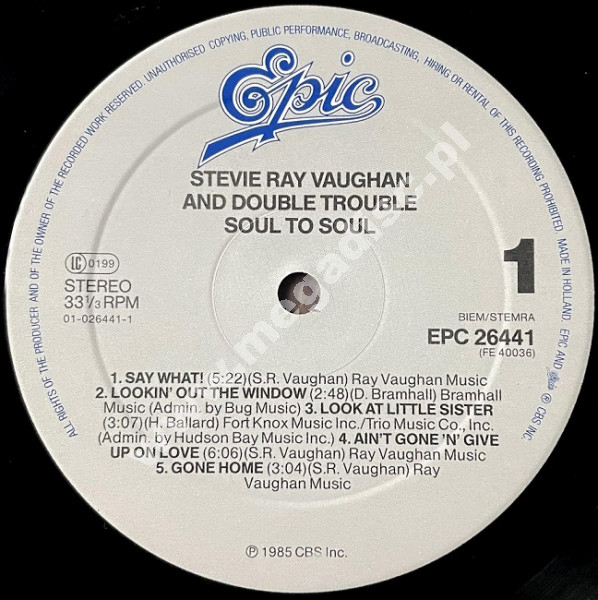 ALL RIGHTS OF THE PRODUCER AND OF THE OWNER OF THE RECORDED WORK RESERVED. UNAUTHORISED COPYING, PUBLIC PERFORMANCE, BROADCASTING, HIRING OR RENTAL OF THIS RECORD PROHIBITED. MADE IN HOLLAND. EPIC AND ARE ® CBS INC.
Epic
STEVIE RAY VAUGHAN
AND DOUBLE TROUBLE
SOUL TO SOUL
LC 0199
STEREO
33 1/3 RPM
01-026441-1
1
BIEM/STEMRA
EPC 26441
(FE 40036)
1. SAY WHAT! (5:22)(S.R. Vaughan) Ray Vaughan Music
2. LOOKIN' OUT THE WINDOW (2:48)(D. Bramhall) Bramhall
Music (Admin. by Bug Music) 3. LOOK AT LITTLE SISTER
(3:07)(H. Ballard) Fort Knox Music Inc./Trio Music Co., Inc.
(Admin. by Hudson Bay Music Inc.) 4. AIN'T GONE 'N' GIVE
UP ON LOVE (6:06)(S.R. Vaughan) Ray Vaughan Music
5. GONE HOME (3:04)(S.R. Vaughan) Ray
Vaughan Music
℗ 1985 CBS Inc.